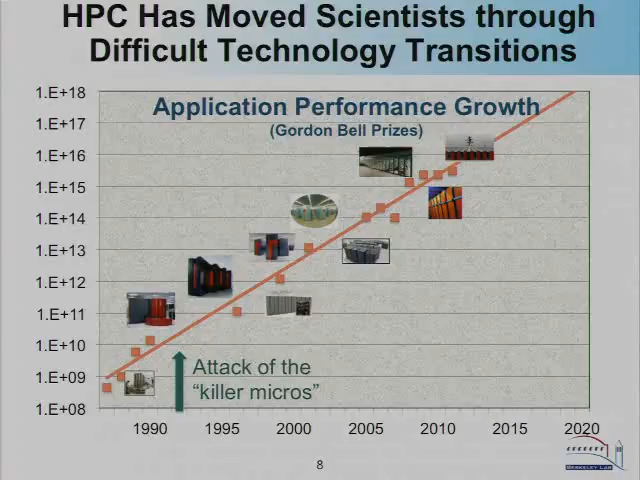 HPC Has Moved Scientists through
Difficult Technology Transitions
1.E+18
1.E+17
1.E+16
1.E+15
1.E+14
1.E+13
1.E+12
1.E+11
1.E+10
1.E+09
1.E+08
Application Performance Growth
(Gordon Bell Prizes)
Attack of the
“killer micros”
1990 1995 2000 2005 2010 2015 2020
8
BERKELEY LAB